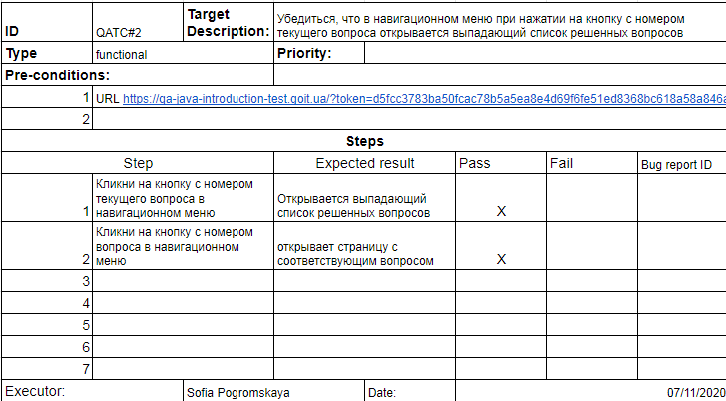 ID QATC#2 Target Description: Убедиться, что в навигационном меню при нажатии на кнопку с номером
текущего вопроса открывается выпадающий список решенных вопросов
Type functional Priority:
Pre-conditions:
1 URL https://qa-java-introduction-test.goit.ua/?token=d5fcc3783ba50fcac78b5a5ea8e4d69f6fe51ed8368bc618a58a846a
2
Steps
Step Expected result Pass Fail Bug report ID
Кликни на кнопку с номером
текущего вопроса в Открывается выпадающий
1 навигационном меню список решенных вопросов X
Кликни на кнопку с номером
вопроса в навигационном открывает страницу с
2 меню соответствующим вопросом X
3
4
5
6
7
Executor: Sofia Pogromskaya Date: 07/11/2020